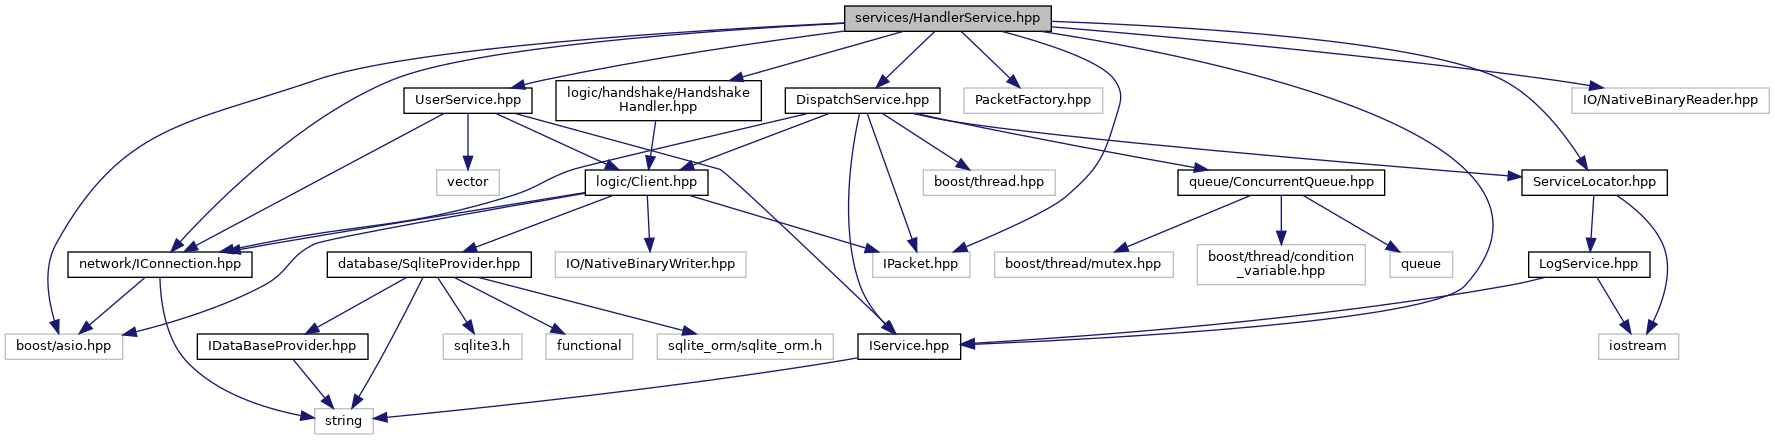 services/HandlerService.hpp
UserService.hpp
logic/handshake/Handshake
Handler.hpp
DispatchService.hpp
PacketFactory.hpp
IO/NativeBinaryReader.hpp
vector
logic/Client.hpp
boost/thread.hpp
queue/ConcurrentQueue.hpp
ServiceLocator.hpp
network/IConnection.hpp
database/SqliteProvider.hpp
IO/NativeBinaryWriter.hpp
IPacket.hpp
boost/thread/mutex.hpp
boost/thread/condition
_variable.hpp
queue
LogService.hpp
boost/asio.hpp
IDataBaseProvider.hpp
sqlite3.h
functional
sqlite_orm/sqlite_orm.h
IService.hpp
iostream
string